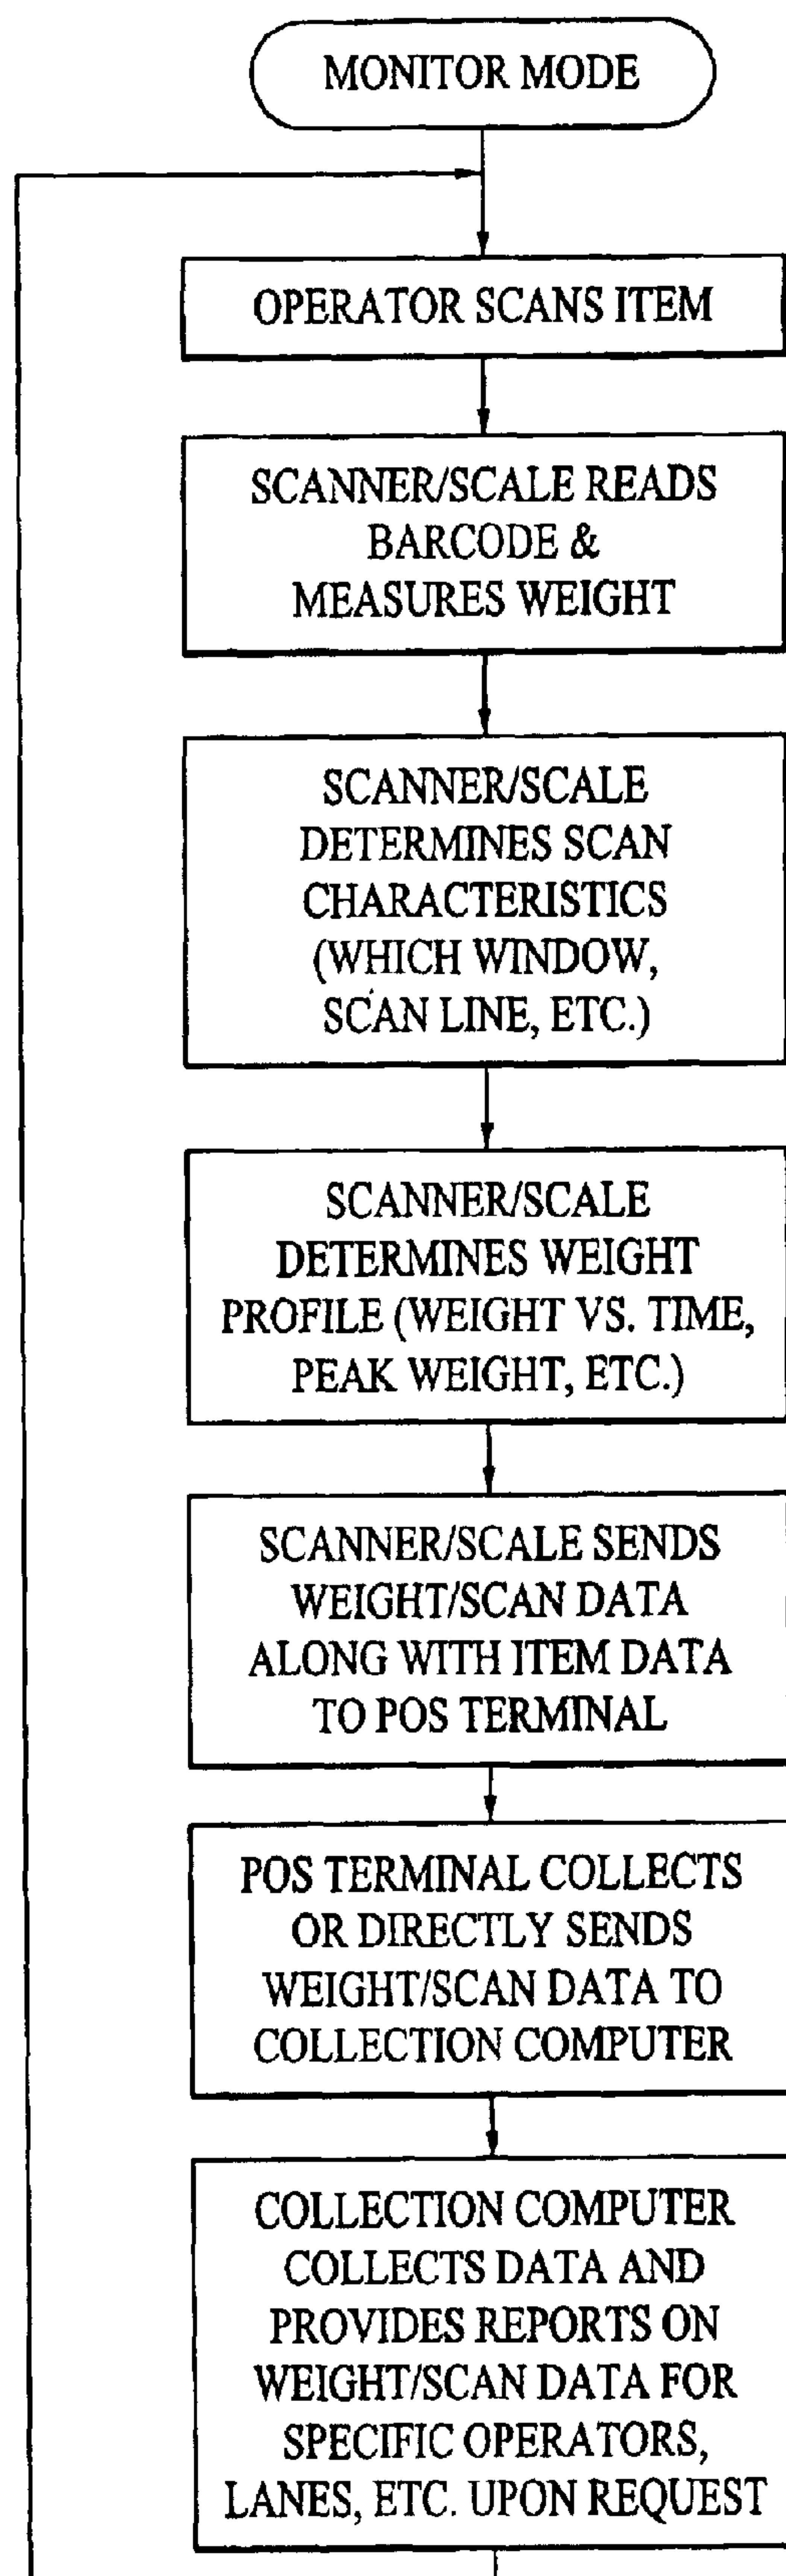 MONITOR MODE
OPERATOR SCANS ITEM
SCANNER/SCALE READS
BARCODE &
MEASURES WEIGHT
SCANNER/SCALE
DETERMINES SCAN
CHARACTERISTICS
(WHICH WINDOW,
SCAN LINE, ETC.)
SCANNER/SCALE
DETERMINES WEIGHT
PROFILE (WEIGHT VS. TIME,
PEAK WEIGHT, ETC.)
SCANNER/SCALE SENDS
WEIGHT/SCAN DATA
ALONG WITH ITEM DATA
TO POS TERMINAL
POS TERMINAL COLLECTS
OR DIRECTLY SENDS
WEIGHT/SCAN DATA TO
COLLECTION COMPUTER
COLLECTION COMPUTER
COLLECTS DATA AND
PROVIDES REPORTS ON
WEIGHT/SCAN DATA FOR
SPECIFIC OPERATORS,
LANES, ETC. UPON REQUEST